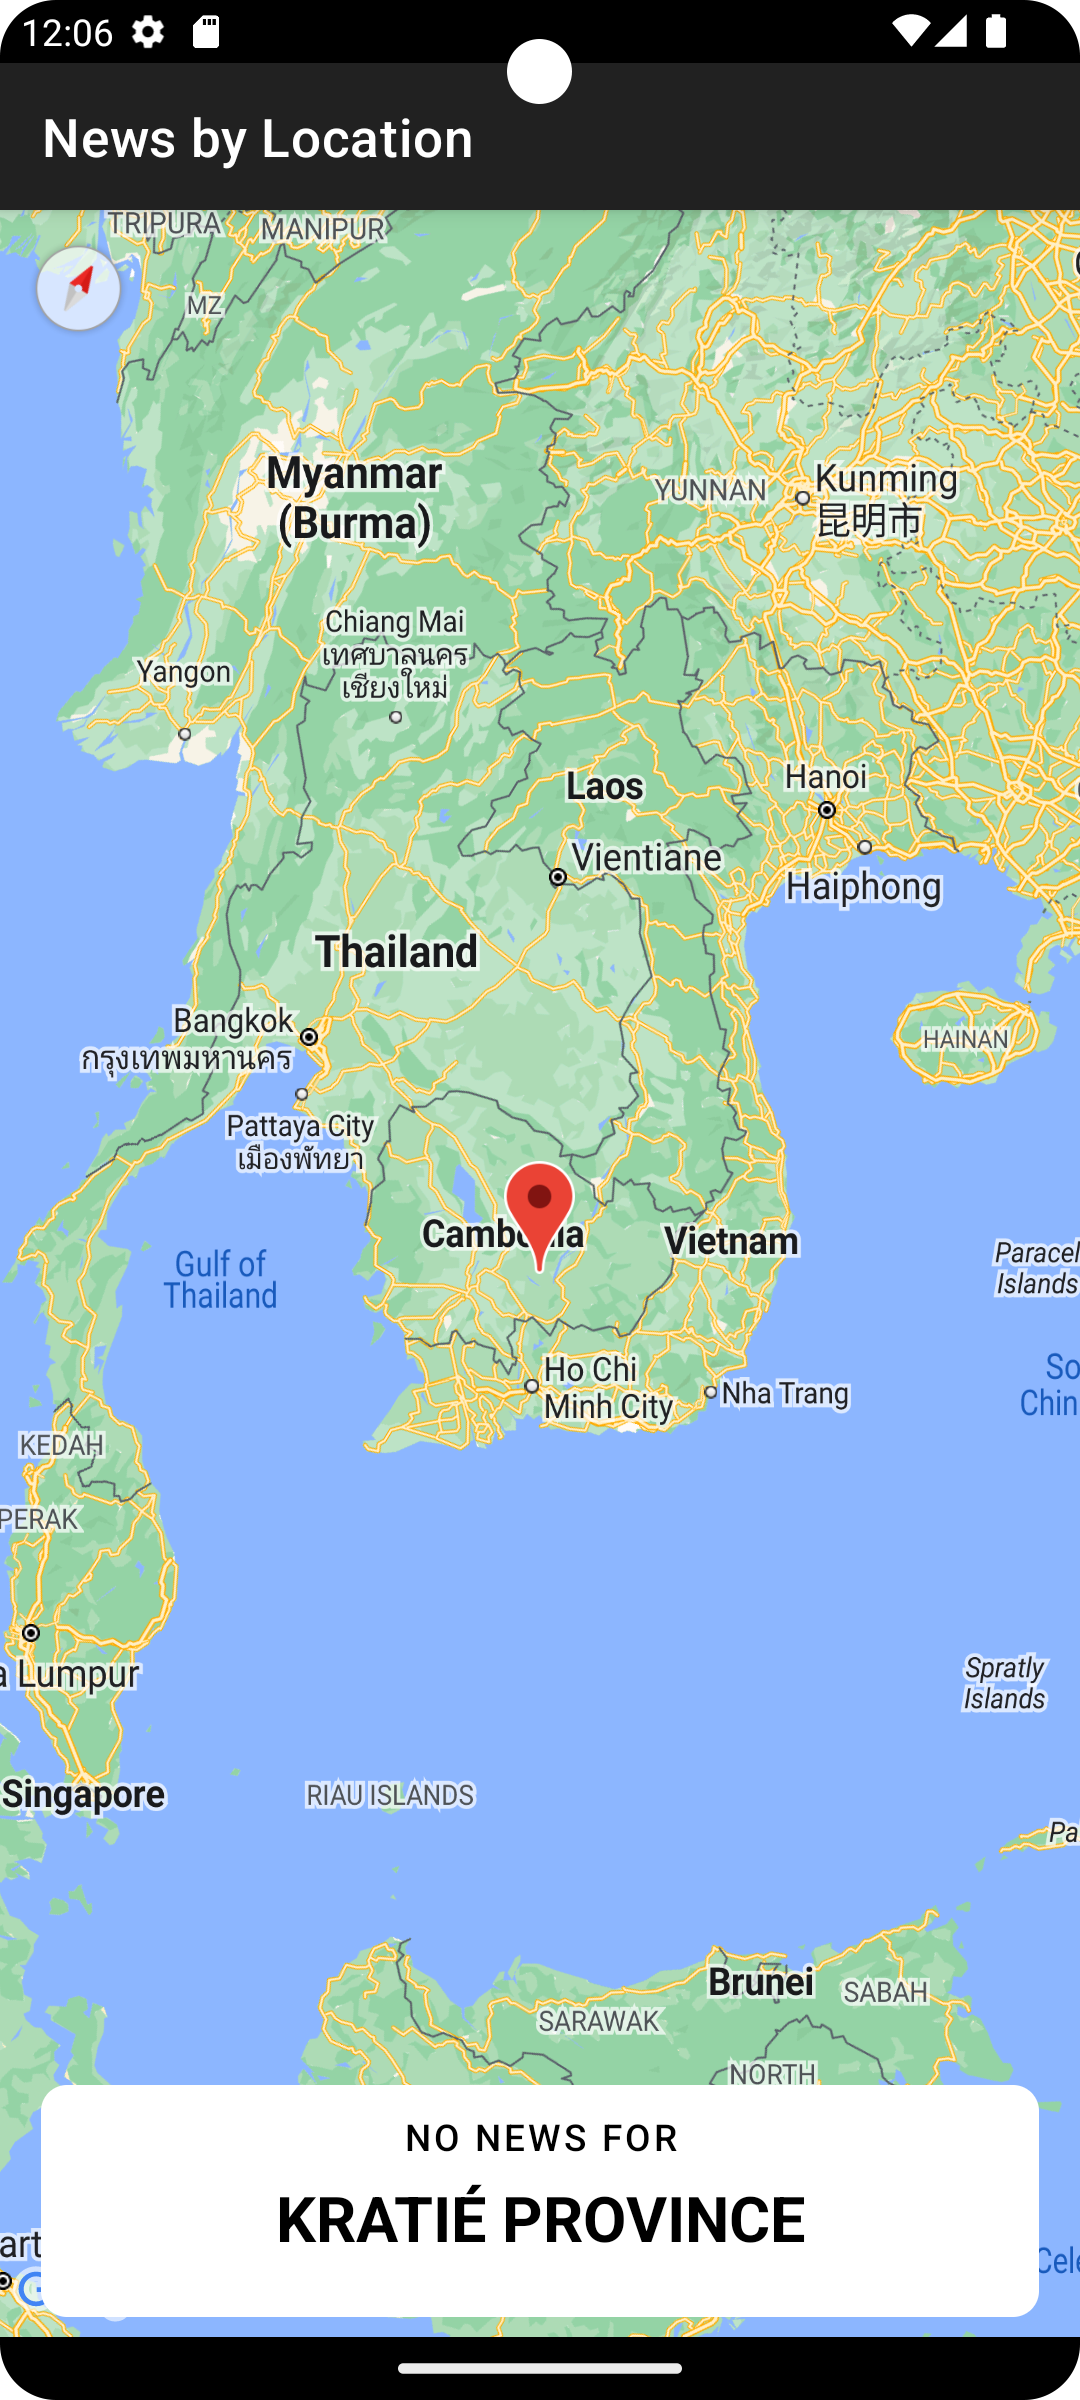 12:06
News by Location
TRIPURA
MANIPUR
MZ
Myanmar
(Burma)
YUNNAN
Kunming
昆明市
Chiang Mai
เทศบาลนคร
เชียงใหม่
Yangon
Laos
Hanoi
Vientiane
Haiphong
Thailand
Bangkok
กรุงเทพมหานคร
HAINAN
Pattaya City
เมืองพัทยา
Vietnam
Gulf of
Thailand
Paracel
Islands
Ho Chi
Minh City
Nha Trang
KEDAH
PERAK
Lumpur
Spratly
Islands
Singapore
RIAU ISLANDS
Brunei
SABAH
SARAWAK
NORTH
NO NEWS FOR
KRATIÉ PROVINCE